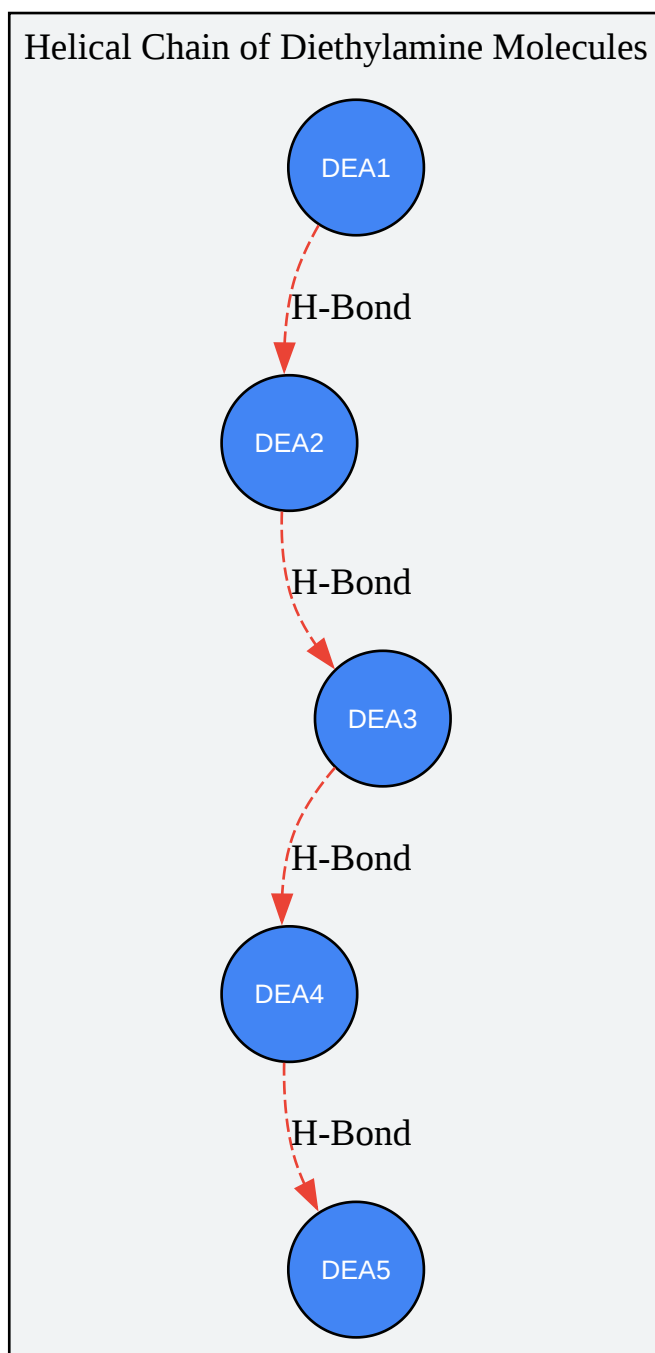 Helical Chain of Diethylamine Molecules
DEA1
H-Bond
DEA2
H-Bond
DEA3
H-Bond
DEA4
H-Bond
DEA5